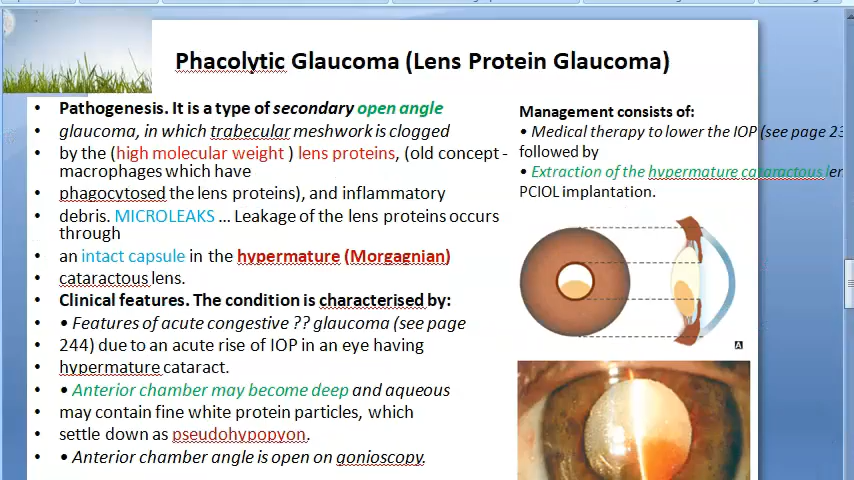 Phacolytic Glaucoma (Lens Protein Glaucoma)
• Pathogenesis. It is a type of secondary open angle
• glaucoma, in which trabecular meshwork is clogged
• by the (high molecular weight ) lens proteins, (old concept -
macrophages which have
• phagocytosed the lens proteins), and inflammatory
• debris. MICROLEAKS ... Leakage of the lens proteins occurs
through
• an intact capsule in the hypermature (Morgagnian)
• cataractous lens.
• Clinical features. The condition is characterised by:
• • Features of acute congestive ?? glaucoma (see page
• 244) due to an acute rise of IOP in an eye having
• hypermature cataract.
• • Anterior chamber may become deep and aqueous
• may contain fine white protein particles, which
• settle down as pseudohypopyon.
• • Anterior chamber angle is open on gonioscopy.
Management consists of:
• Medical therapy to lower the IOP (see page 23
followed by
• Extraction of the hypermature cataractous len
PCIOL implantation.
A